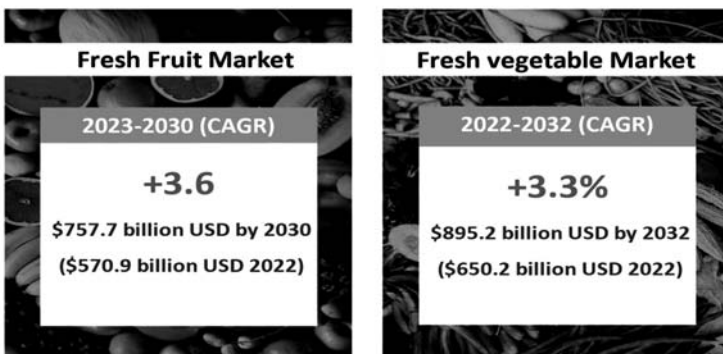 Fresh Fruit Market
2023-2030 (CAGR)
+3.6
$757.7 billion USD by 2030
($570.9 billion USD 2022)
Fresh vegetable Market
2022-2032 (CAGR)
+3.3%
$895.2 billion USD by 2032
($650.2 billion USD 2022)